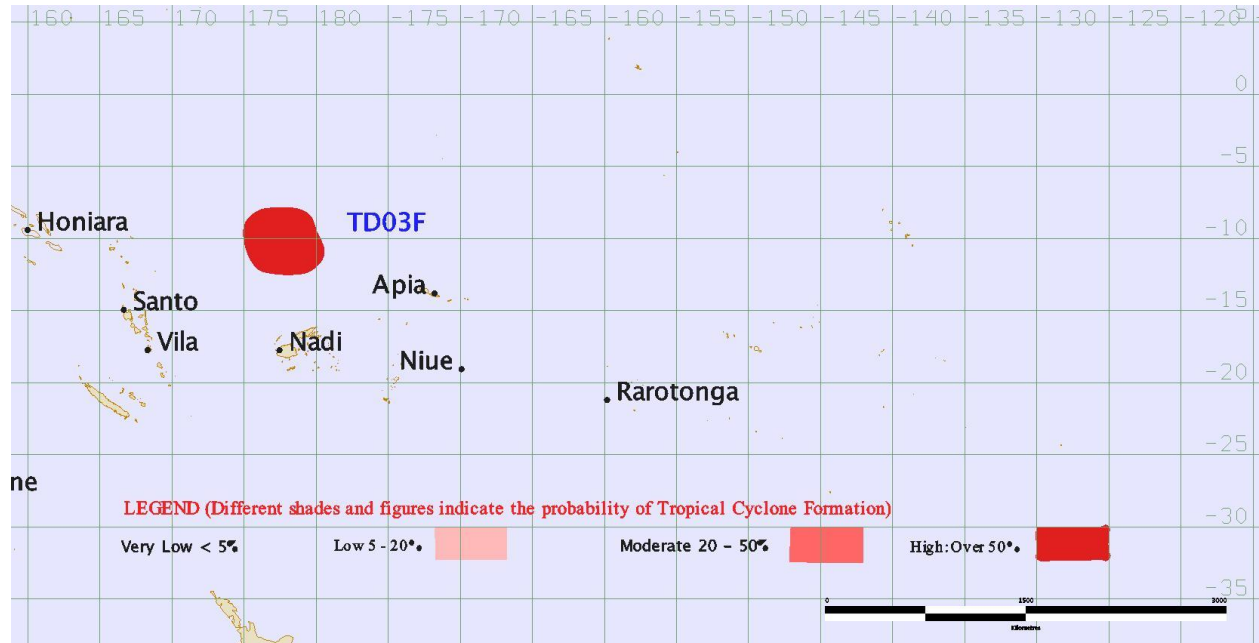 160 165 170 175 180 -175 -170 -165 -160 -155 -150 -145 -140 -135 -130 -125 -120
0
-5
Honiara
TD03F
-10
Apia
Santo
-15
Vila
Nadi
Niue
-20
Rarotonga
-25
ne
LEGEND (Different shades and figures indicate the probability of Tropical Cyclone Formation)
-30
Very Low < 5%
Low 5 - 20%
Moderate 20 - 50%
High: Over 50%
-35
0 1500 3000
Kilometres